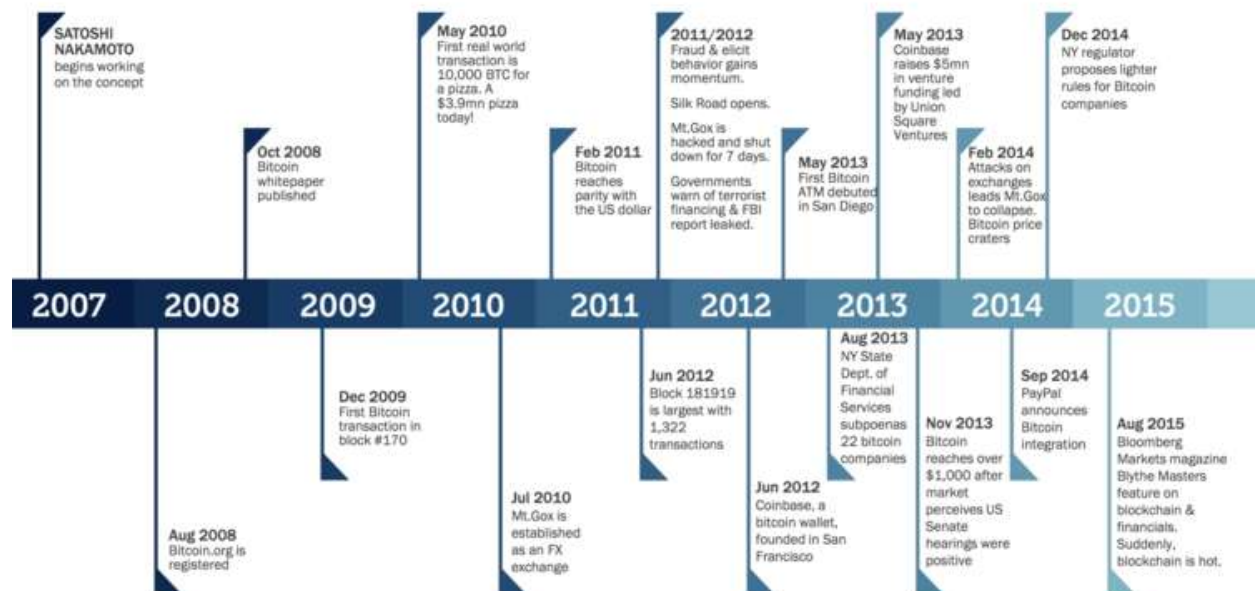 SATOSHI
NAKAMOTO
begins working
on the concept
Oct 2008
Bitcoin
whitepaper
published
May 2010
First real world
transaction is
10,000 BTC for
a pizza. A
$3.9mn pizza
today!
Feb 2011
Bitcoin
reaches
parity with
the US dollar
2011/2012
Fraud & elicit
behavior gains
momentum.
Silk Road opens.
Mt.Gox is
hacked and shut
down for 7 days.
Governments
warn of terrorist
financing & FBI
report leaked.
May 2013
First Bitcoin
ATM debuted
in San Diego
May 2013
Coinbase
raises $5mn
in venture
funding led
by Union
Square
Ventures
Feb 2014
Attacks on
exchanges
leads Mt.Gox
to collapse.
Bitcoin price
craters
Dec 2014
NY regulator
proposes lighter
rules for Bitcoin
companies
2007 2008 2009 2010 2011 2012 2013 2014 2015
Aug 2008
Bitcoin.org is
registered
Dec 2009
First Bitcoin
transaction in
block #170
Jul 2010
Mt.Gox is
established
as an FX
exchange
Jun 2012
Block 181919
is largest with
1,322
transactions
Jun 2012
Coinbase, a
bitcoin wallet,
founded in San
Francisco
Aug 2013
NY State
Dept. of
Financial
Services
subpoenas
22 bitcoin
companies
Nov 2013
Bitcoin
reaches over
$1,000 after
market
perceives US
Senate
hearings were
positive
Sep 2014
PayPal
announces
Bitcoin
integration
Aug 2015
Bloomberg
Markets magazine
Blythe Masters
feature on
blockchain &
financials.
Suddenly,
blockchain is hot.